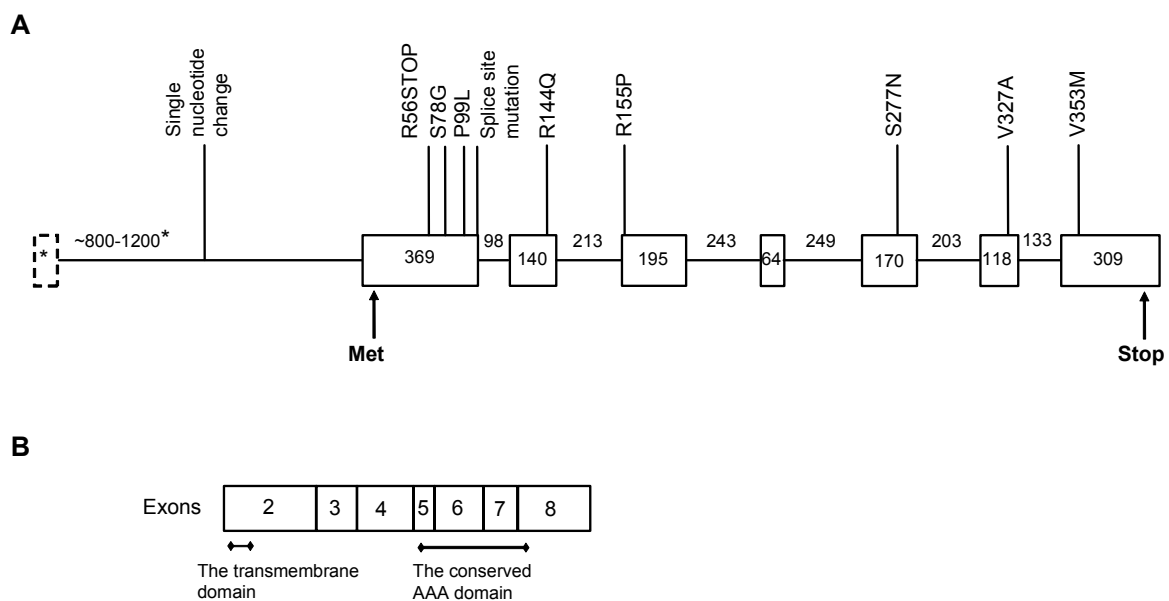 A
Single
nucleotide
change
R56STOP
S78G
P99L
Splice site
mutation
R144Q
R155P
S277N
V327A
V353M
*
~800-1200*
369
98
140
213
195
243
64
249
170
203
118
133
309
Met
Stop
B
Exons
2
3
4
5
6
7
8
The transmembrane
domain
The conserved
AAA domain